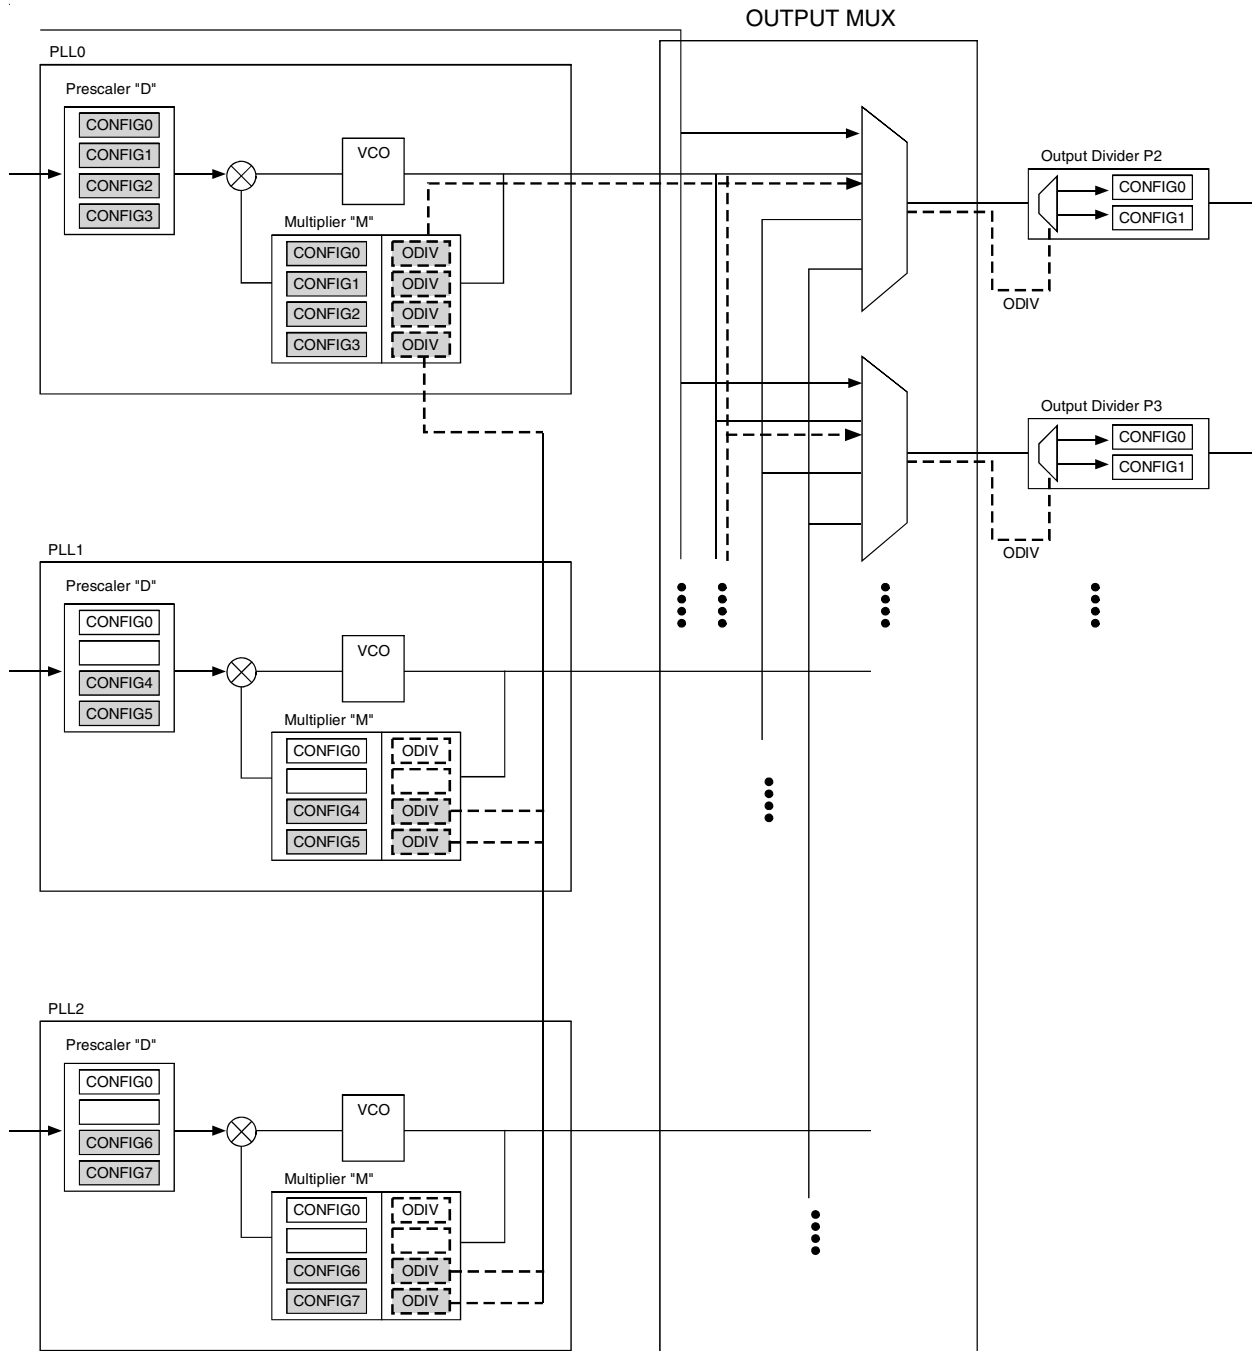 OUTPUT MUX
PLL0
Prescaler "D"
CONFIG0
CONFIG1
CONFIG2
CONFIG3
VCO
Multiplier "M"
CONFIG0 ODIV
CONFIG1 ODIV
CONFIG2 ODIV
CONFIG3 ODIV
Output Divider P2
CONFIG0
CONFIG1
ODIV
Output Divider P3
CONFIG0
CONFIG1
ODIV
PLL1
Prescaler "D"
CONFIG0
CONFIG4
CONFIG5
VCO
Multiplier "M"
CONFIG0 ODIV
CONFIG4 ODIV
CONFIG5 ODIV
PLL2
Prescaler "D"
CONFIG0
CONFIG6
CONFIG7
VCO
Multiplier "M"
CONFIG0 ODIV
CONFIG6 ODIV
CONFIG7 ODIV